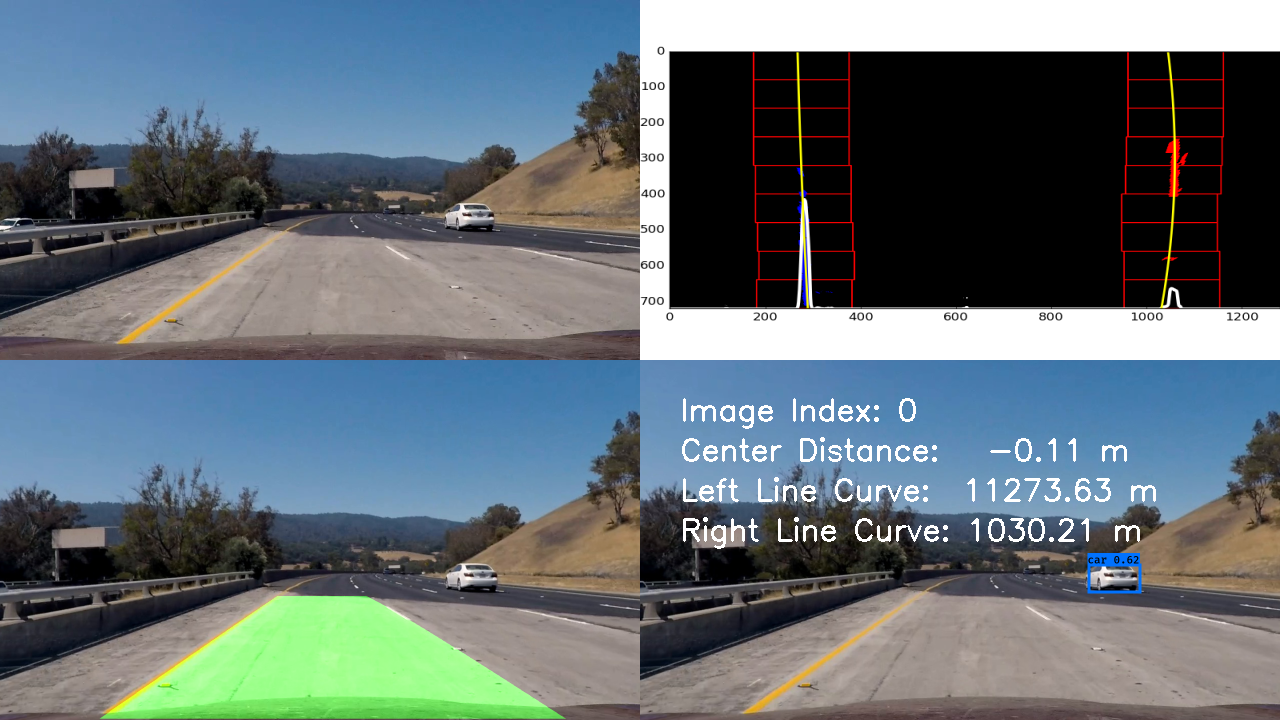 0
100
200
300
400
500
600
700
0 200 400 600 800 1000 1200
Image Index: 0
Center Distance: −0.11 m
Left Line Curve: 11273.63 m
Right Line Curve: 1030.21 m
car 0.62